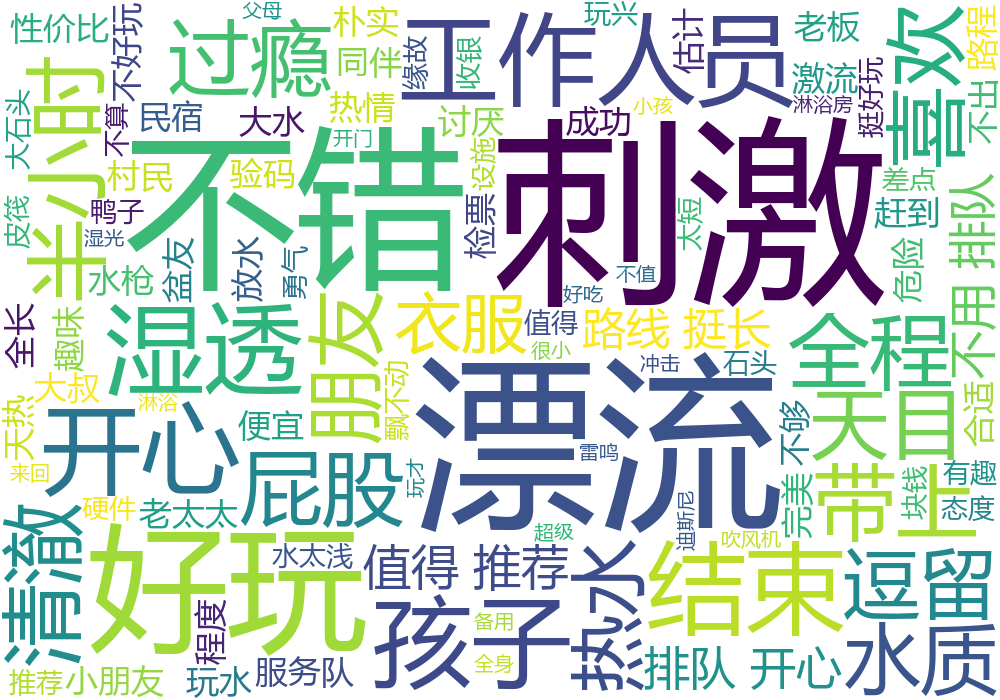 父母
玩兴
性价比
不好玩
过瘾
朴实
同伴
缘故
收银
工作人员
估计
老板
喜欢
路程
激流
淋浴房
挺好玩
不出
半小时
大石头
不算
民宿
大水
热情
开门
讨厌
成功
小孩
不错
刺激
村民
验码
设施
差点
皮筏
鸭子
湿光
检票
太短
赶到
排队
水枪
盆友
放水
勇气
不值
好吃
危险
不用
全长
趣味
湿透
朋友
衣服
值得
路线 挺长
很小
冲击
石头
全程
大叔
淋浴
飘不动
漂流
天目
合适
天热
开心
便宜
雷鸣
不够
来回
屁股
玩才
带上
有趣
硬件
老太太
迪斯尼
完美
块钱
态度
清澈
好玩
超级
吹风机
水太浅
值得 推荐
热水
结束
逗留
程度
孩子
备用
水质
推荐
小朋友
玩水
服务队
全身
排队 开心